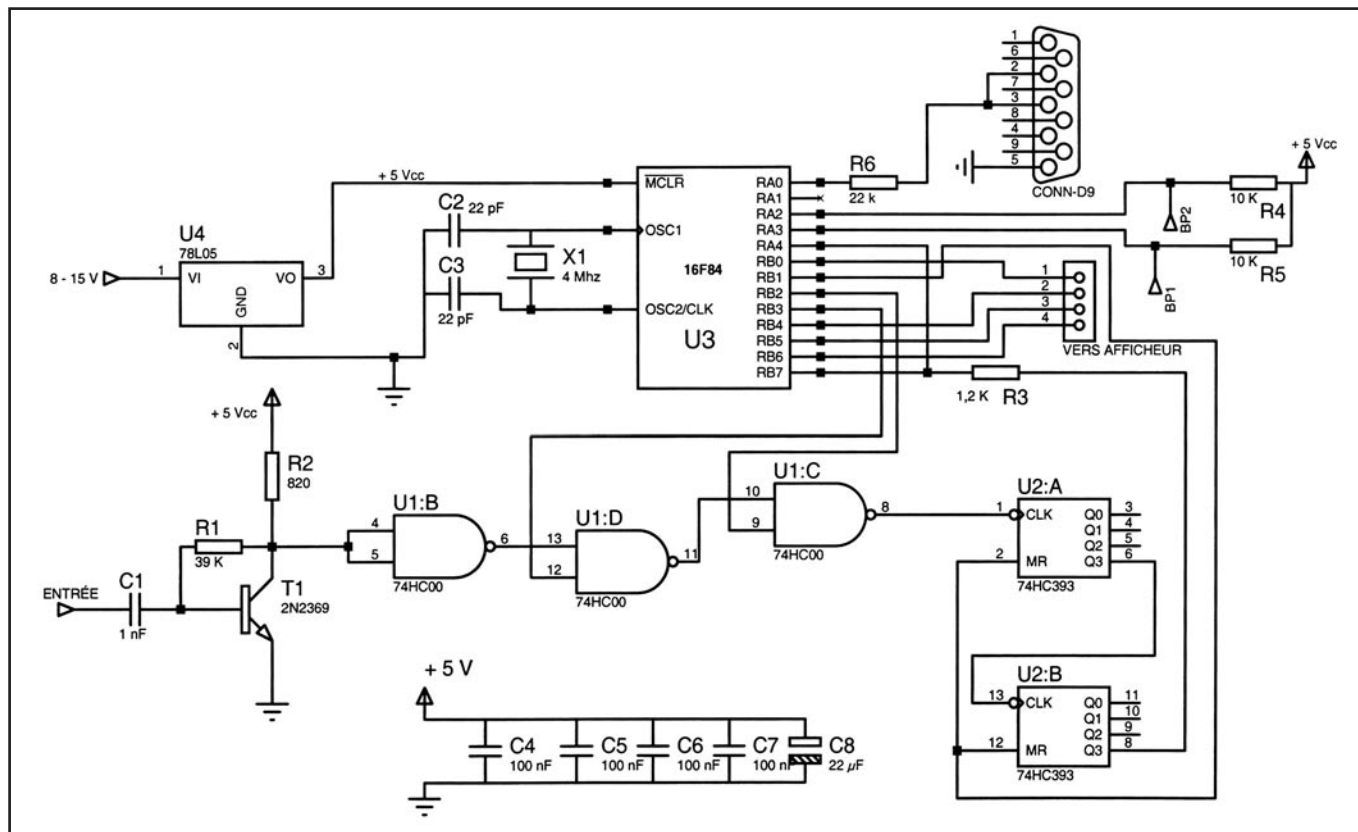 1
6
2
7
3
8
4
9
5
CONN-D9
+ 5 Vcc
R6
22 k
R4
10 K
R5
10 K
BP2
BP1
+ 5 Vcc
U4
78L05
8 - 15 V
1
VI
VO
3
GND
2
C2
22 pF
C3
22 pF
X1
4 Mhz
MCLR
OSC1
OSC2/CLK
16F84
U3
RA0
RA1
RA2
RA3
RA4
RB0
RB1
RB2
RB3
RB4
RB5
RB6
RB7
1
2
3
4
VERS AFFICHEUR
1,2 K
R3
+ 5 Vcc
R2
820
R1
39 K
ENTRÉE
C1
1 nF
T1
2N2369
U1:B
4
5
6
74HC00
U1:D
13
12
11
74HC00
U1:C
10
9
8
74HC00
U2:A
1
CLK
2
MR
Q0
3
Q1
4
Q2
5
Q3
6
74HC393
U2:B
13
CLK
12
MR
Q0
11
Q1
10
Q2
9
Q3
8
74HC393
+ 5 V
C4
100 nF
C5
100 nF
C6
100 nF
C7
100 nF
C8
22 µF